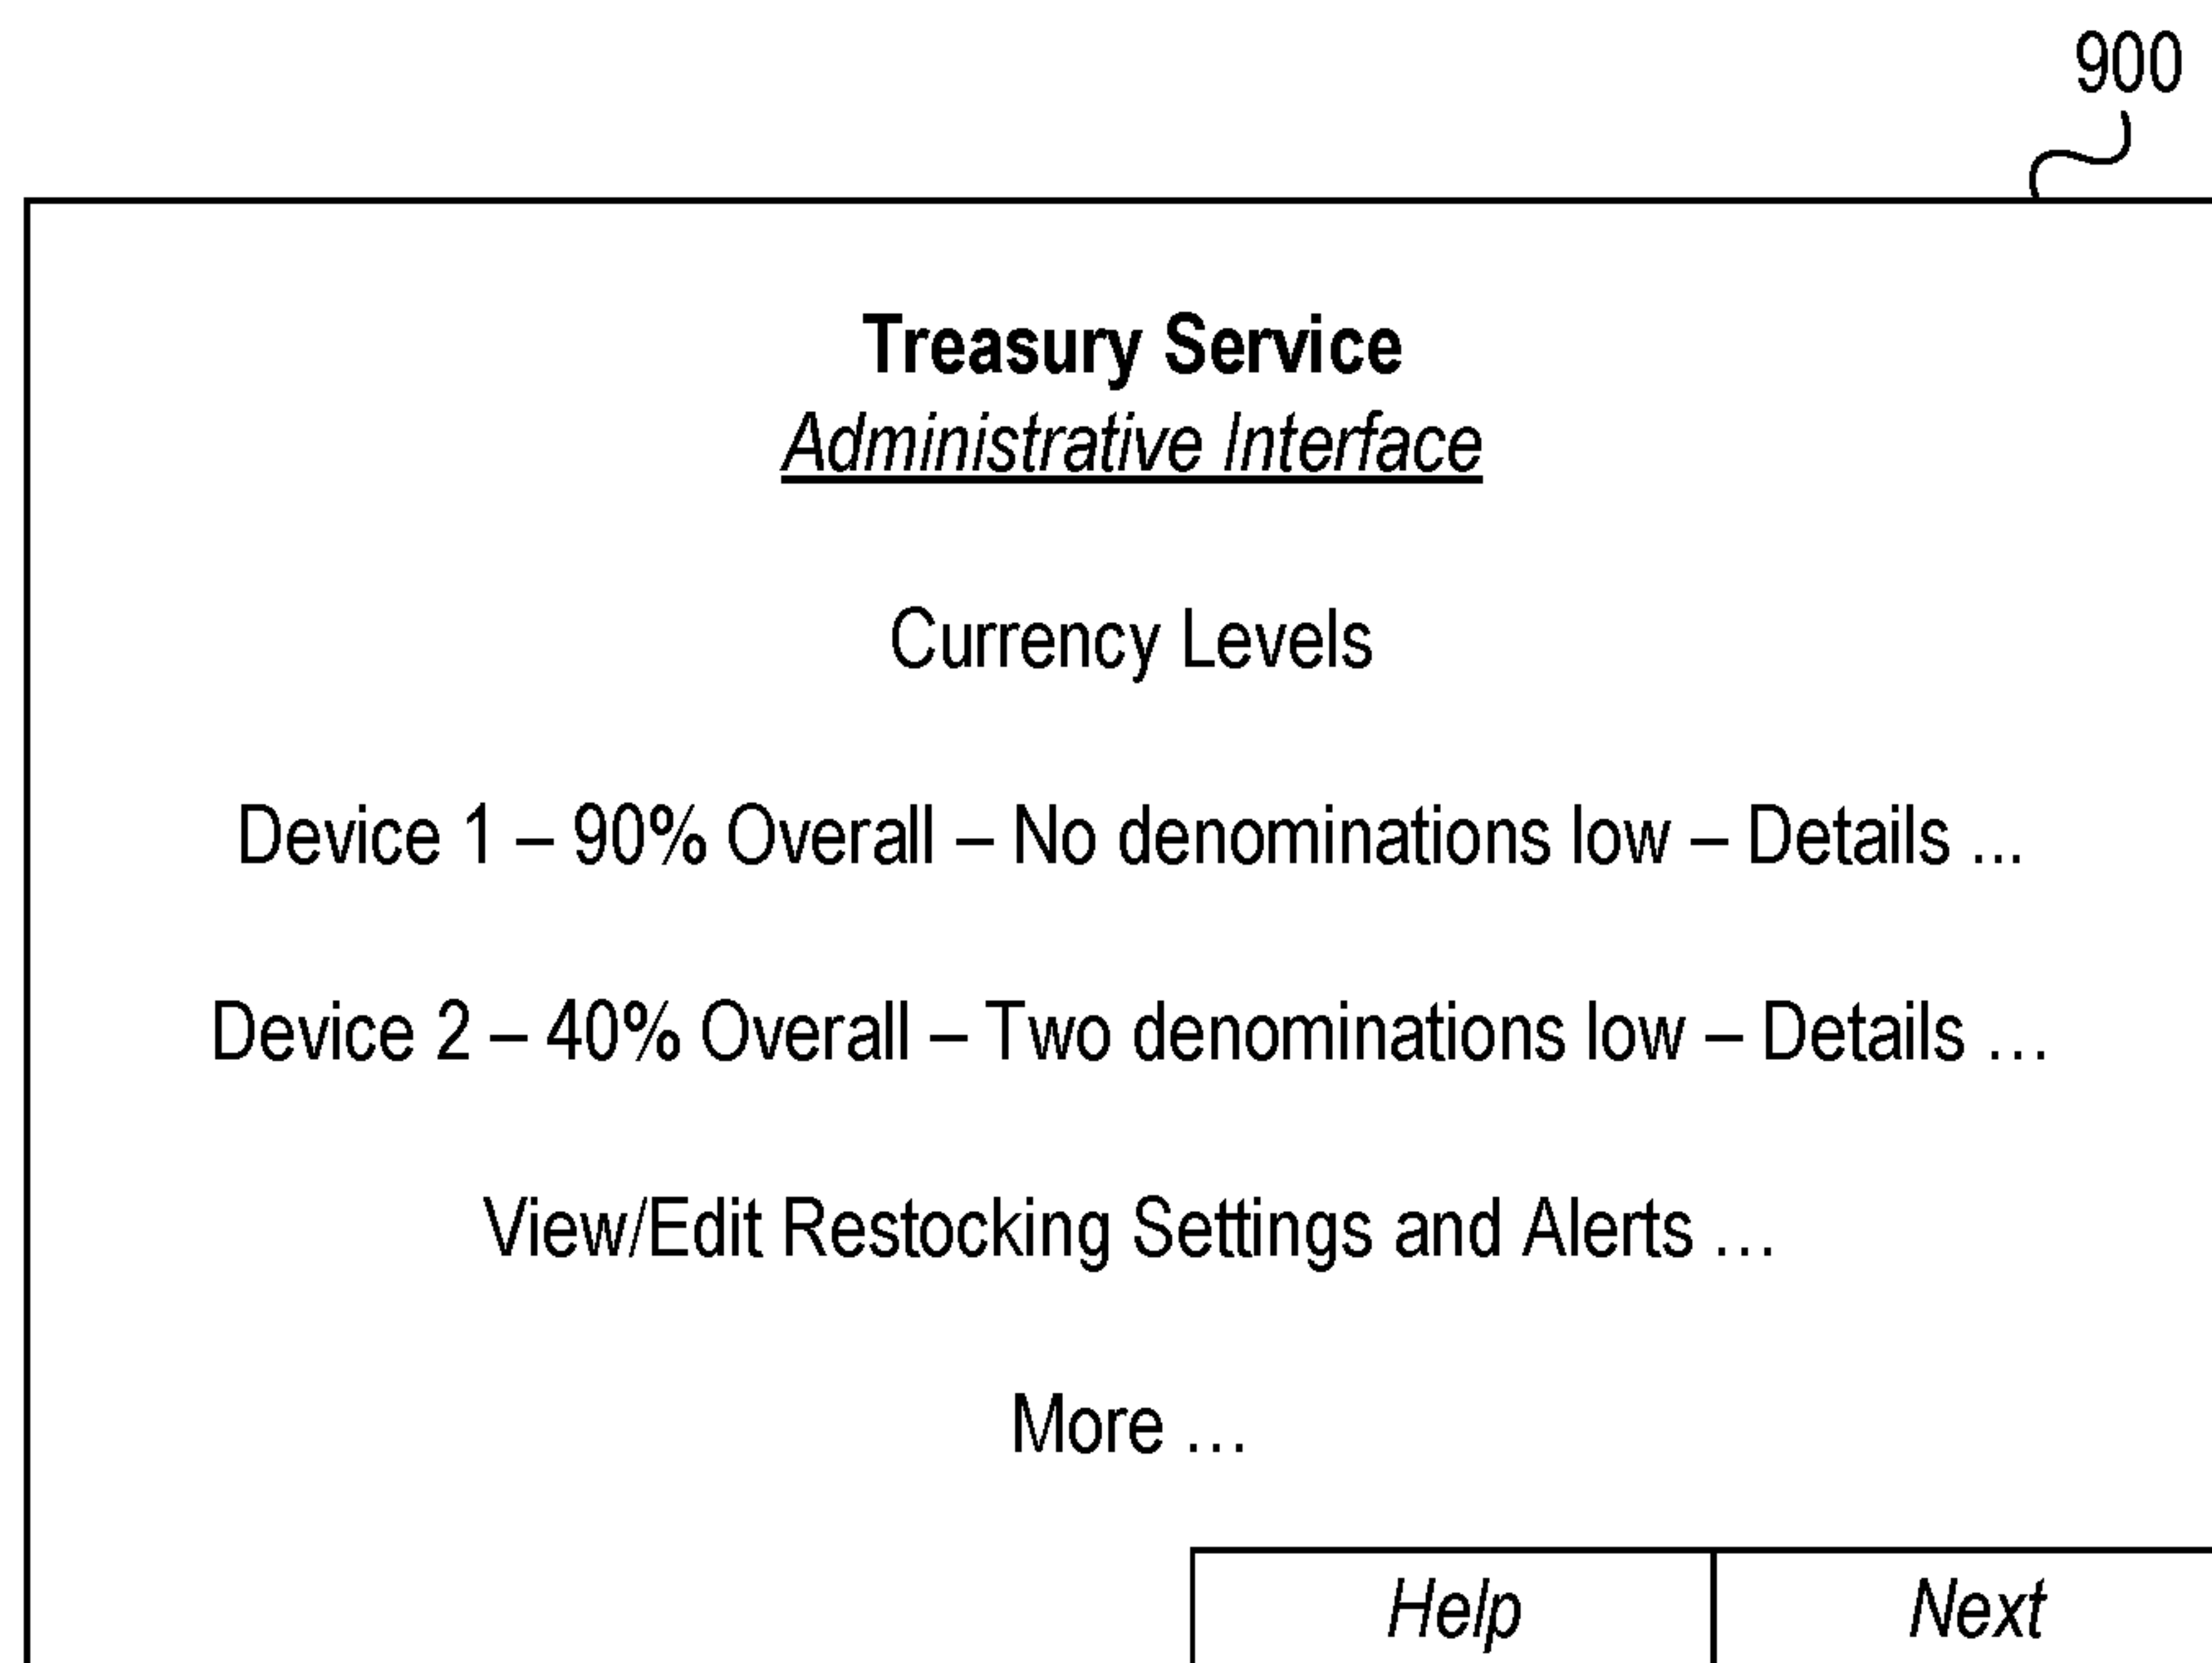 900
Treasury Service
Administrative Interface
Currency Levels
Device 1 – 90% Overall – No denominations low – Details ...
Device 2 – 40% Overall – Two denominations low – Details ...
View/Edit Restocking Settings and Alerts ...
More ...
Help Next